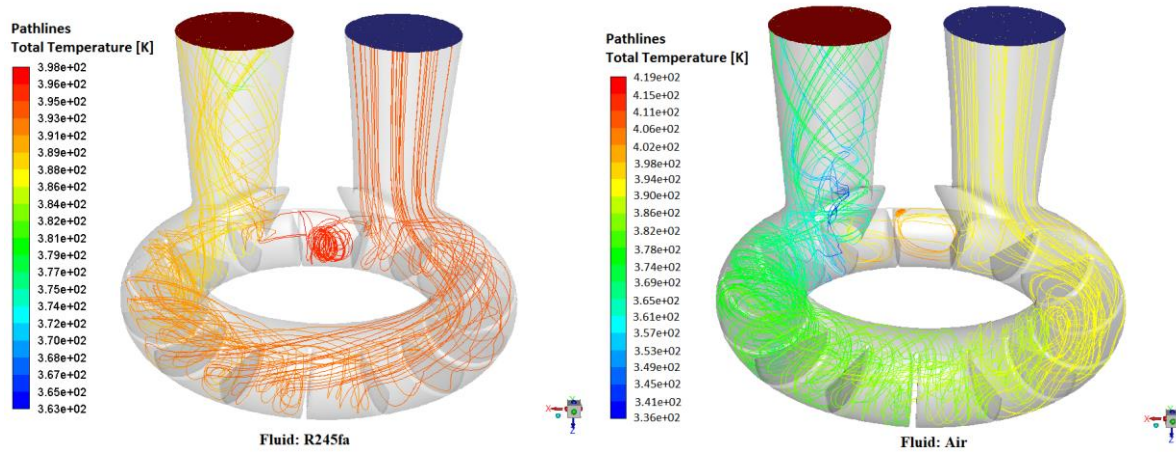 Pathlines
Total Temperature [K]
3.98e+02
3.96e+02
3.95e+02
3.93e+02
3.91e+02
3.89e+02
3.88e+02
3.86e+02
3.84e+02
3.82e+02
3.81e+02
3.79e+02
3.77e+02
3.75e+02
3.74e+02
3.72e+02
3.70e+02
3.68e+02
3.67e+02
3.65e+02
3.63e+02
X
Z
Fluid: R245fa
Pathlines
Total Temperature [K]
4.19e+02
4.15e+02
4.11e+02
4.06e+02
4.02e+02
3.98e+02
3.94e+02
3.90e+02
3.86e+02
3.82e+02
3.78e+02
3.74e+02
3.69e+02
3.65e+02
3.61e+02
3.57e+02
3.53e+02
3.45e+02
3.41e+02
3.36e+02
X
Z
Fluid: Air